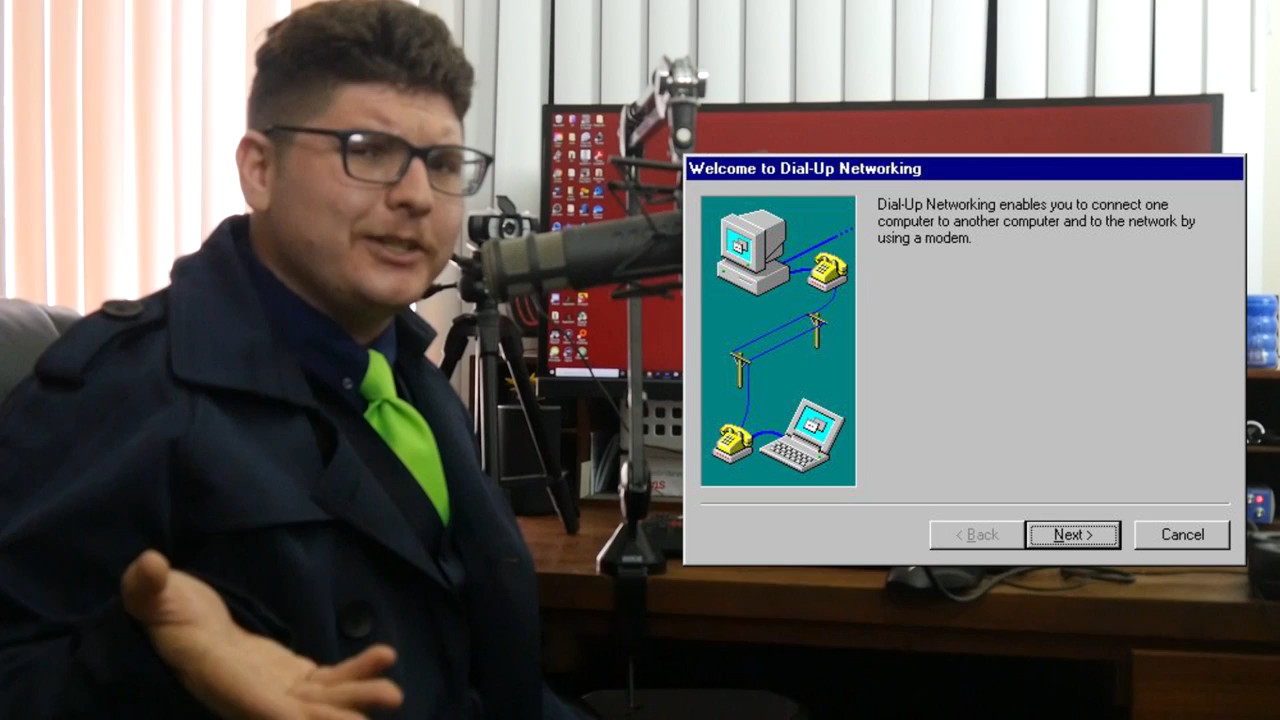 Welcome to Dial-Up Networking
Dial-Up Networking enables you to connect one
computer to another computer and to the network by
using a modem.
< Back
Next >
Cancel